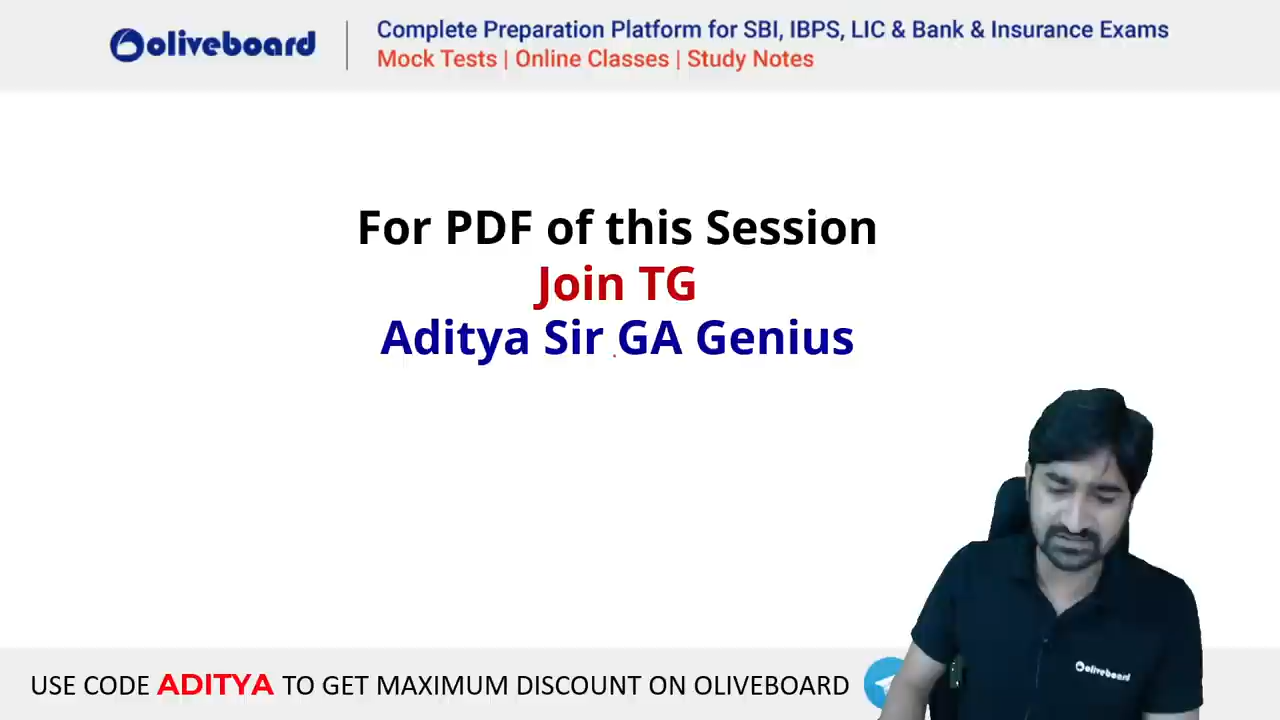 oliveboard
Complete Preparation Platform for SBI, IBPS, LIC & Bank & Insurance Exams
Mock Tests | Online Classes | Study Notes
For PDF of this Session
Join TG
Aditya Sir GA Genius
oliveboard
USE CODE ADITYA TO GET MAXIMUM DISCOUNT ON OLIVEBOARD